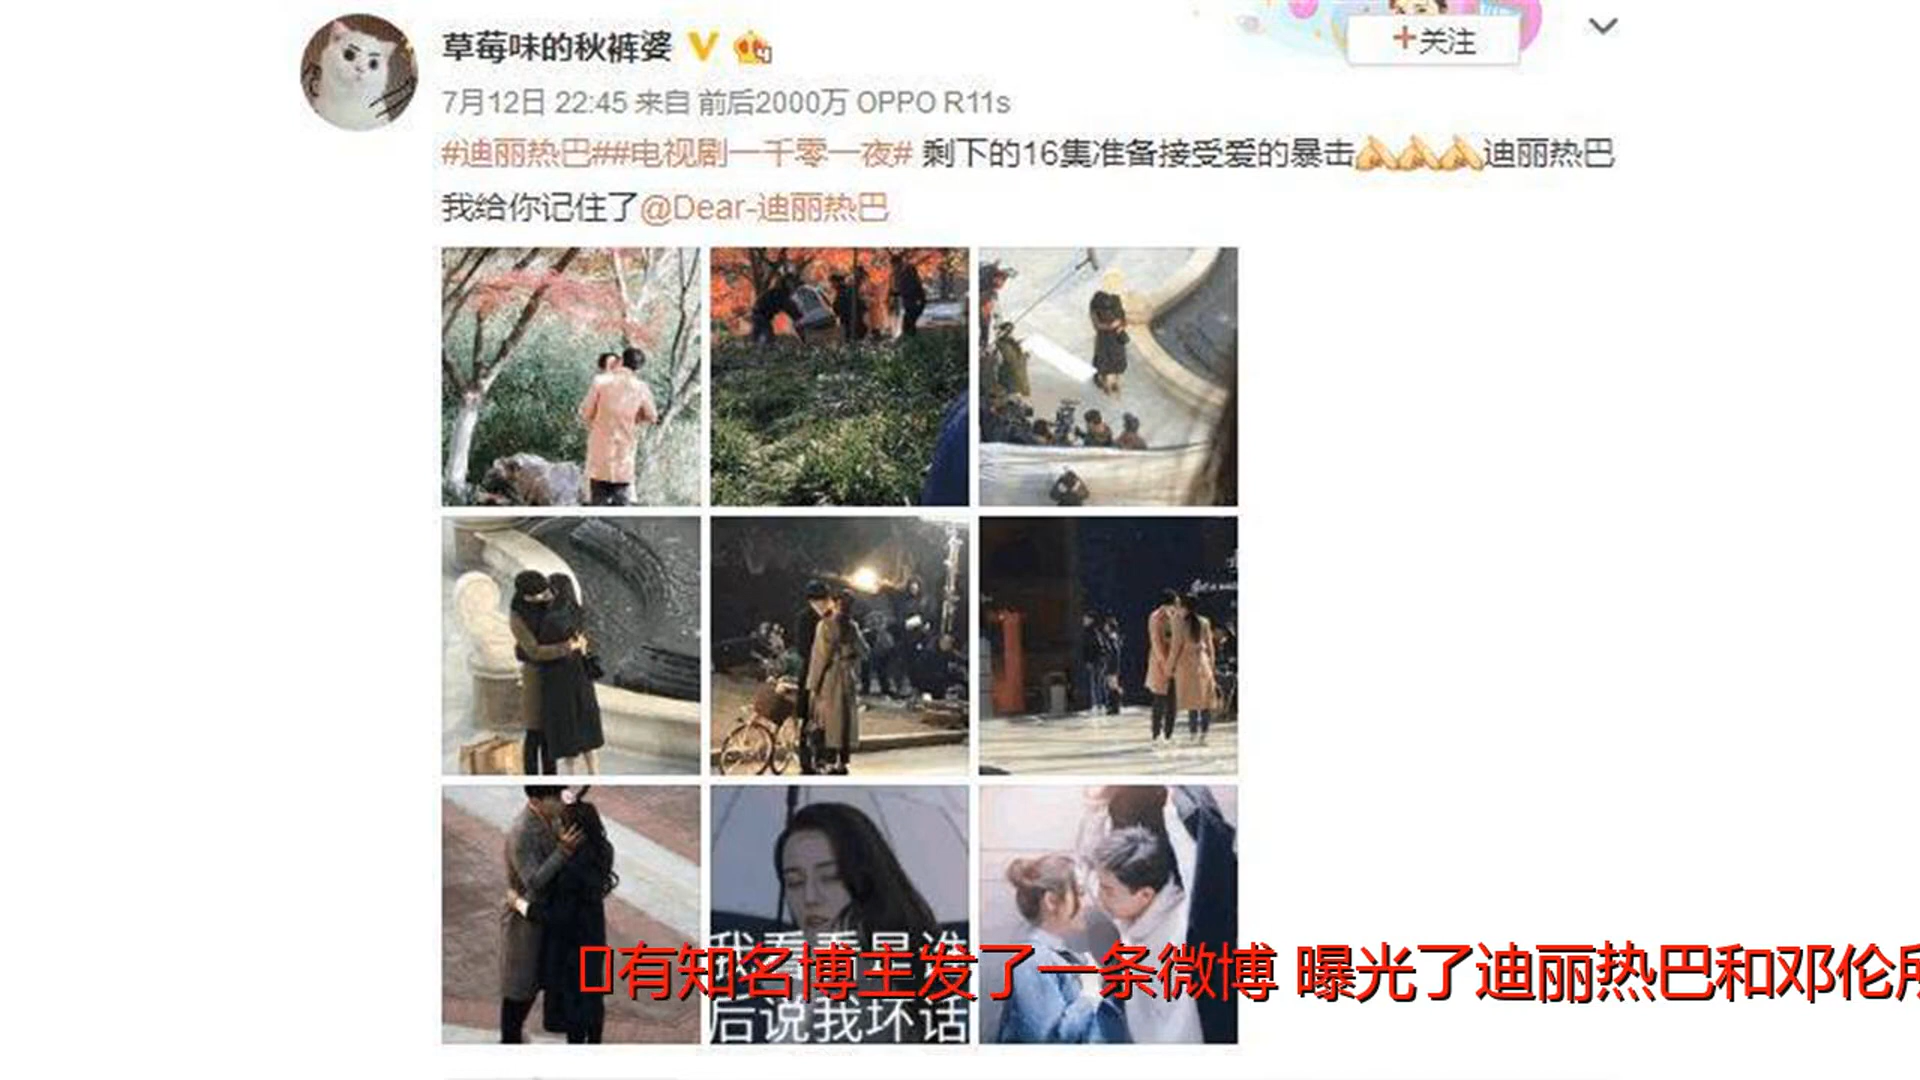 草莓味的秋裤婆
+关注
7月12日 22:45 来自 前后2000万 OPPO R11s
#迪丽热巴##电视剧一千零一夜# 剩下的16集准备接受爱的暴击迪丽热巴
我给你记住了@Dear-迪丽热巴
我看看是谁
后说我坏话
有知名博主发了一条微博 曝光了迪丽热巴和邓伦所